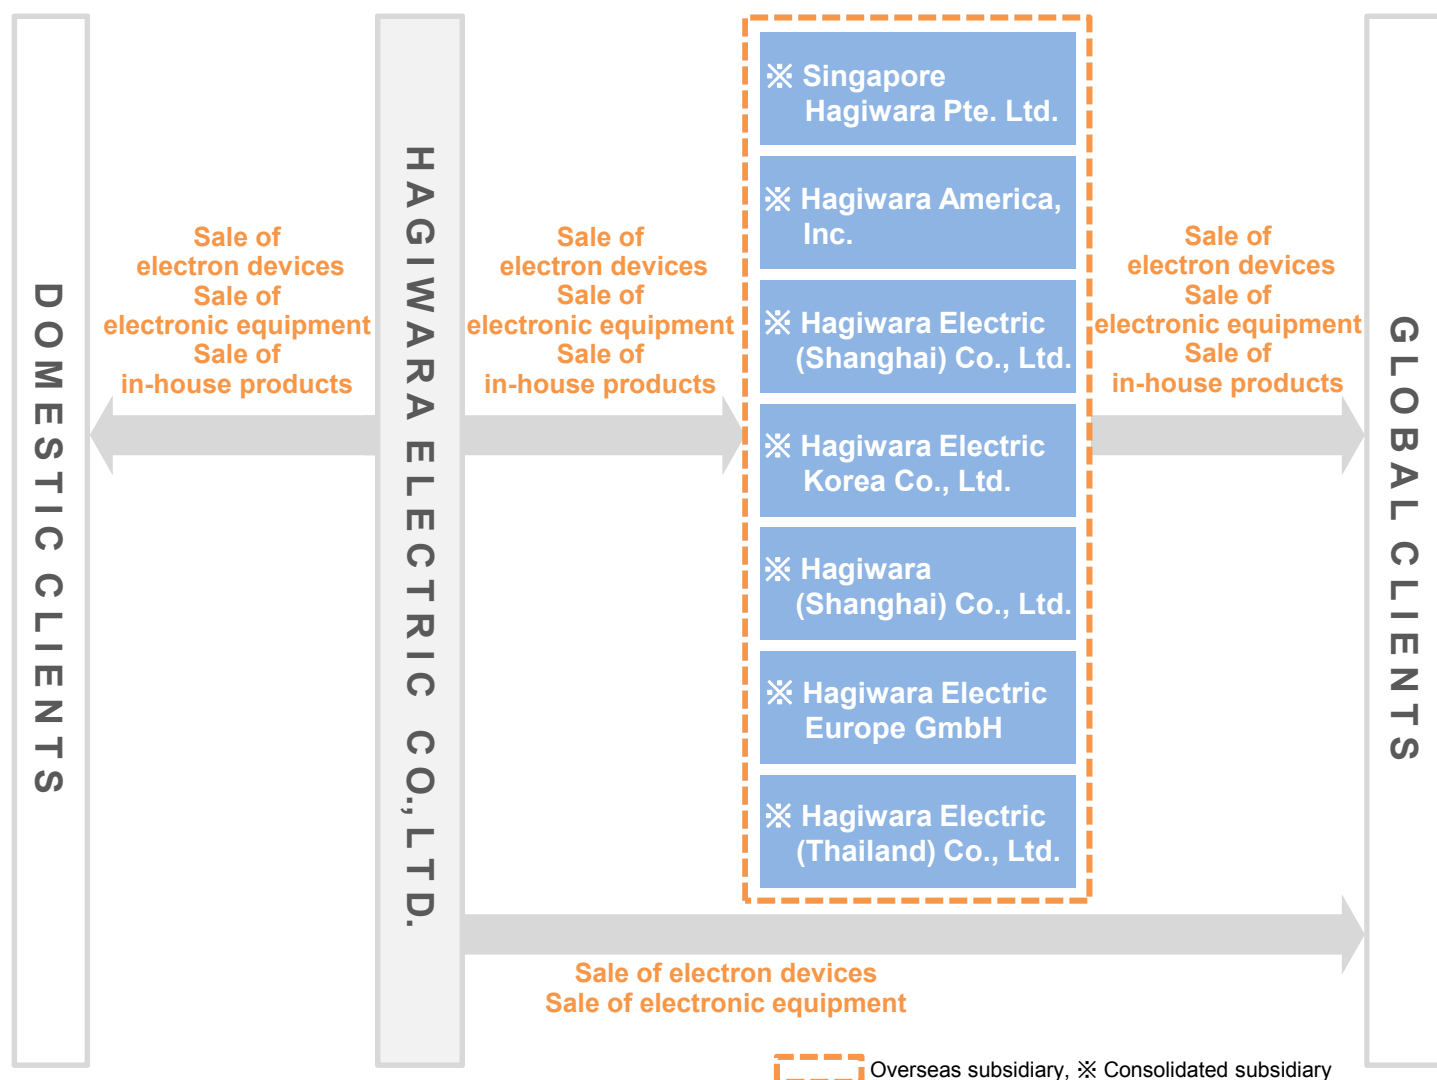 DOMESTIC CLIENTS
Sale of
electron devices
Sale of
electronic equipment
Sale of
in-house products
HAGIWARA ELECTRIC CO., LTD.
Sale of
electron devices
Sale of
electronic equipment
Sale of
in-house products
※ Singapore
Hagiwara Pte. Ltd.
※ Hagiwara America,
Inc.
※ Hagiwara Electric
(Shanghai) Co., Ltd.
※ Hagiwara Electric
Korea Co., Ltd.
※ Hagiwara
(Shanghai) Co., Ltd.
※ Hagiwara Electric
Europe GmbH
※ Hagiwara Electric
(Thailand) Co., Ltd.
Sale of
electron devices
Sale of
electronic equipment
Sale of
in-house products
GLOBAL CLIENTS
Sale of electron devices
Sale of electronic equipment
Overseas subsidiary, ※ Consolidated subsidiary